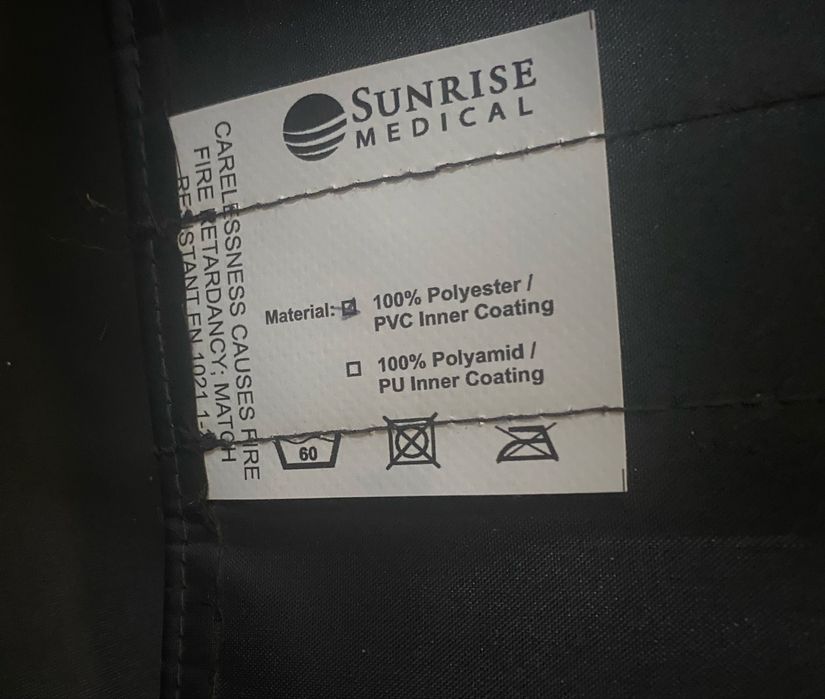 SUNRISE
MEDICAL
Material: 100% Polyester /
PVC Inner Coating
100% Polyamid /
PU Inner Coating
60
CARELESSNESS CAUSES FIRE
FIRE RETARDANCY: MATCH
RESISTANT EN 1021 1-